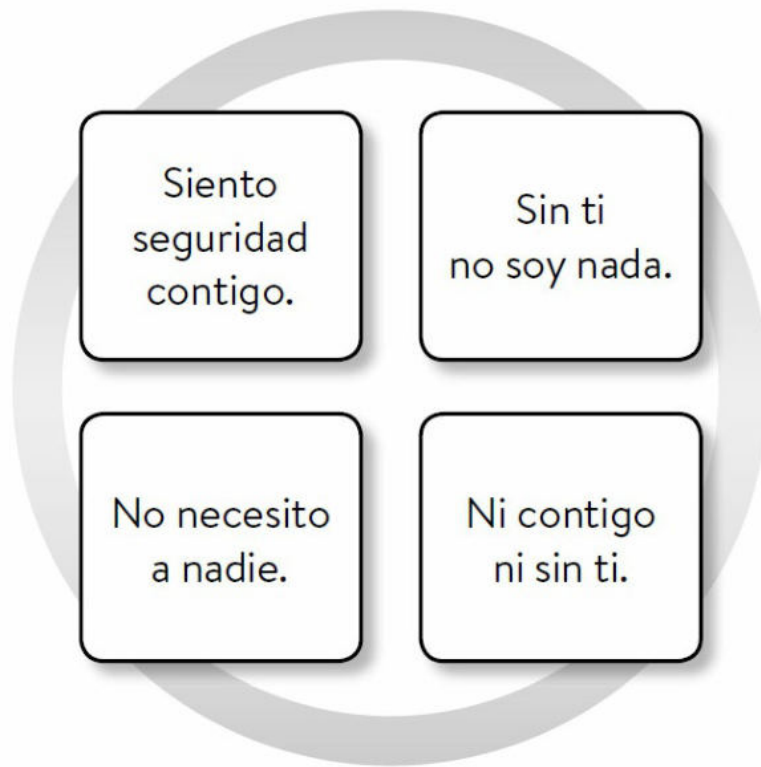 Siento
seguridad
contigo.
Sin ti
no soy nada.
No necesito
a nadie.
Ni contigo
ni sin ti.